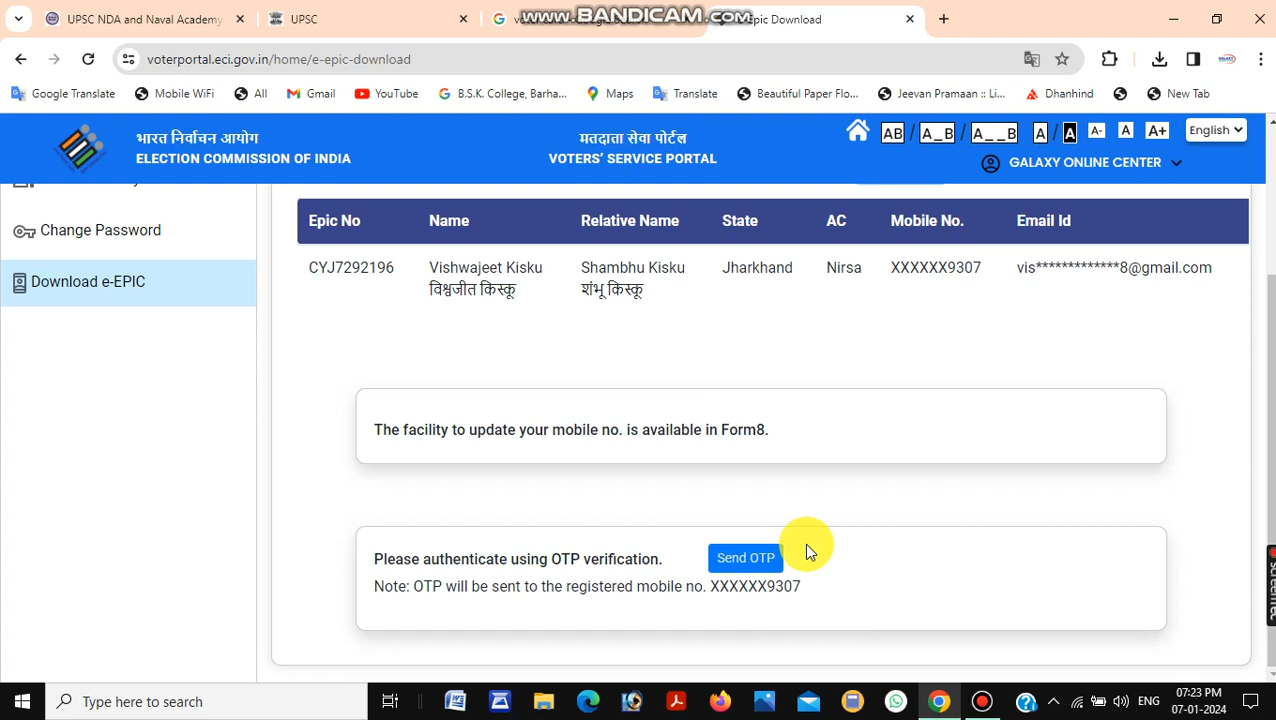 UPSC NDA and Naval Academy
UPSC
WWW.BANDICAM.COM
Epic Download
voterportal.eci.gov.in/home/e-epic-download
Google Translate
Mobile WiFi
All
Gmail
YouTube
B.S.K. College, Barha...
Maps
Translate
Beautiful Paper Flo...
Jeevan Pramaan :: Li...
Dhanhind
New Tab
भारत निर्वाचन आयोग
ELECTION COMMISSION OF INDIA
मतदाता सेवा पोर्टल
VOTERS' SERVICE PORTAL
AB / A_B / A__B A / A A- A A+ English
GALAXY ONLINE CENTER
Change Password
Download e-EPIC
Epic No Name Relative Name State AC Mobile No. Email Id
CYJ7292196 Vishwajeet Kisku Shambhu Kisku Jharkhand Nirsa XXXXXX9307 vis*************8@gmail.com
विश्वजीत किस्कू शंभू किस्कू
The facility to update your mobile no. is available in Form8.
Please authenticate using OTP verification. Send OTP
Note: OTP will be sent to the registered mobile no. XXXXXX9307
Type here to search
ENG
07:23 PM
07-01-2024